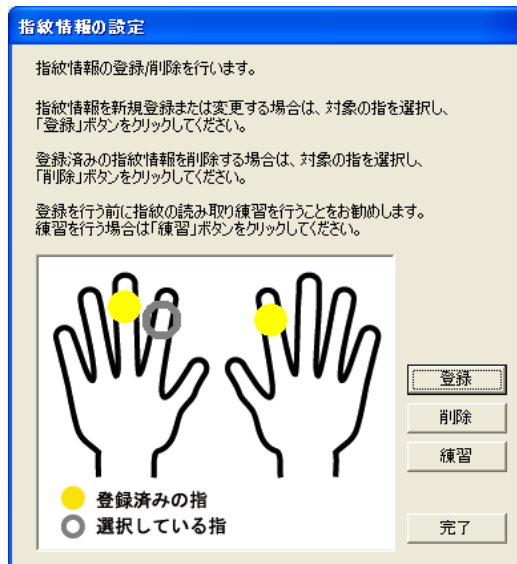 指紋情報の設定
指紋情報の登録/削除を行います。
指紋情報を新規登録または変更する場合は、対象の指を選択し、
「登録」ボタンをクリックしてください。
登録済みの指紋情報を削除する場合は、対象の指を選択し、
「削除」ボタンをクリックしてください。
登録を行う前に指紋の読み取り練習を行うことをお勧めします。
練習を行う場合は「練習」ボタンをクリックしてください。
登録
削除
練習
登録済みの指
選択している指
完了